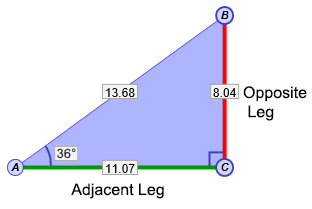 B
13.68
8.04
Opposite
Leg
36°
A
11.07
C
Adjacent Leg